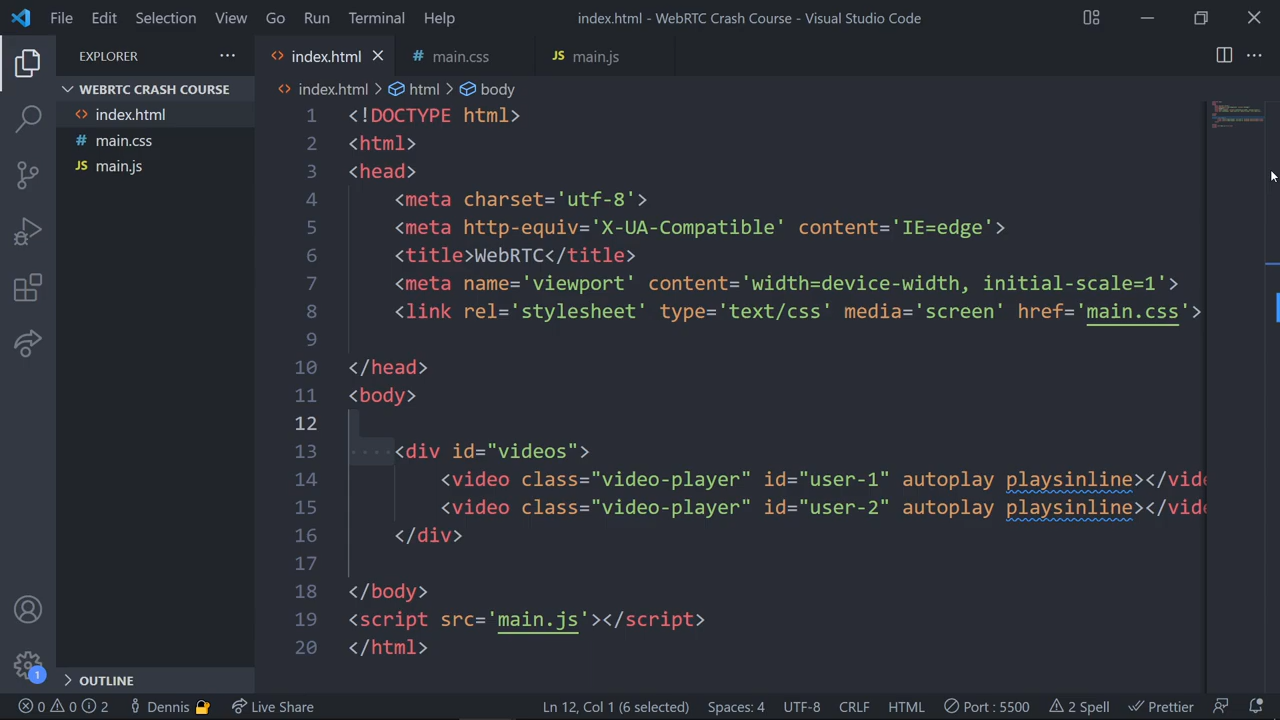 File Edit Selection View Go Run Terminal Help index.html - WebRTC Crash Course - Visual Studio Code
EXPLORER ···
WEBRTC CRASH COURSE
<> index.html
# main.css
JS main.js
<> index.html # main.css JS main.js
<> index.html > html > body
1 <!DOCTYPE html>
2 <html>
3 <head>
4 <meta charset='utf-8'>
5 <meta http-equiv='X-UA-Compatible' content='IE=edge'>
6 <title>WebRTC</title>
7 <meta name='viewport' content='width=device-width, initial-scale=1'>
8 <link rel='stylesheet' type='text/css' media='screen' href='main.css'>
9
10 </head>
11 <body>
12
13 <div id="videos">
14 <video class="video-player" id="user-1" autoplay playsinline></vide
15 <video class="video-player" id="user-2" autoplay playsinline></vide
16 </div>
17
18 </body>
19 <script src='main.js'></script>
20 </html>
1
OUTLINE
0 0 2 Dennis Live Share Ln 12, Col 1 (6 selected) Spaces: 4 UTF-8 CRLF HTML Port : 5500 2 Spell Prettier